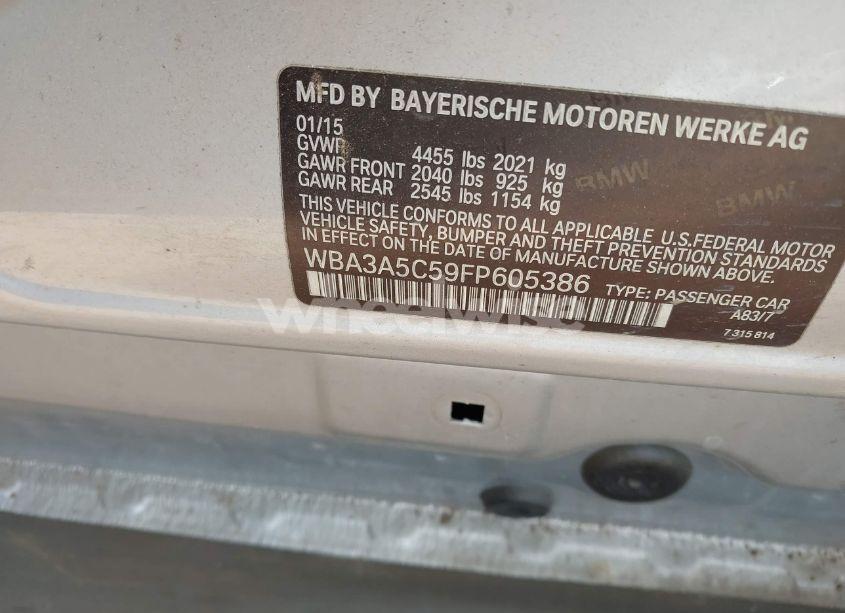 MFD BY BAYERISCHE MOTOREN WERKE AG
01/15
GVWR 4455 lbs 2021 kg
GAWR FRONT 2040 lbs 925 kg
GAWR REAR 2545 lbs 1154 kg
BMW BMW
THIS VEHICLE CONFORMS TO ALL APPLICABLE U.S.FEDERAL MOTOR
VEHICLE SAFETY, BUMPER AND THEFT PREVENTION STANDARDS
IN EFFECT ON THE DATE OF MANUFACTURE SHOWN ABOVE.
WBA3A5C59FP605386 TYPE: PASSENGER CAR
A83/7
7 315 814
wheelwise